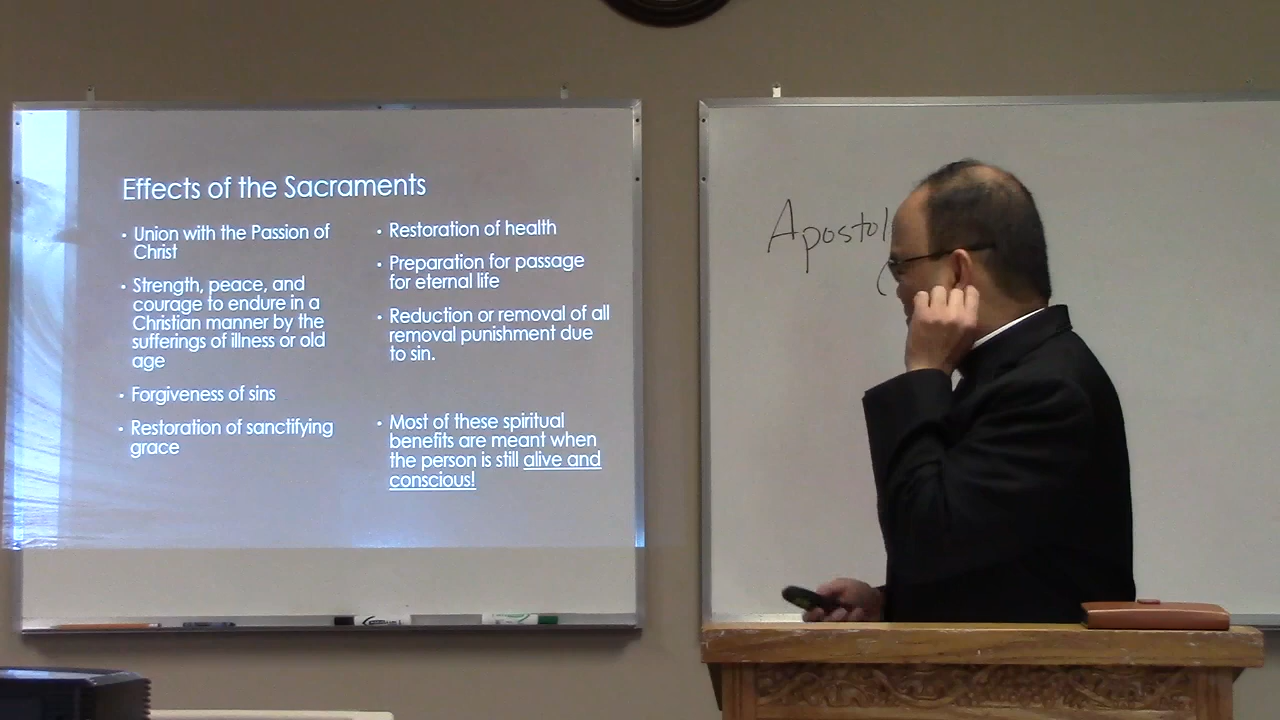 Effects of the Sacraments
• Union with the Passion of
Christ
• Strength, peace, and
courage to endure in a
Christian manner by the
sufferings of illness or old
age
• Forgiveness of sins
• Restoration of sanctifying
grace
• Restoration of health
• Preparation for passage
for eternal life
• Reduction or removal of all
removal punishment due
to sin.
• Most of these spiritual
benefits are meant when
the person is still alive and
conscious!
Apostol